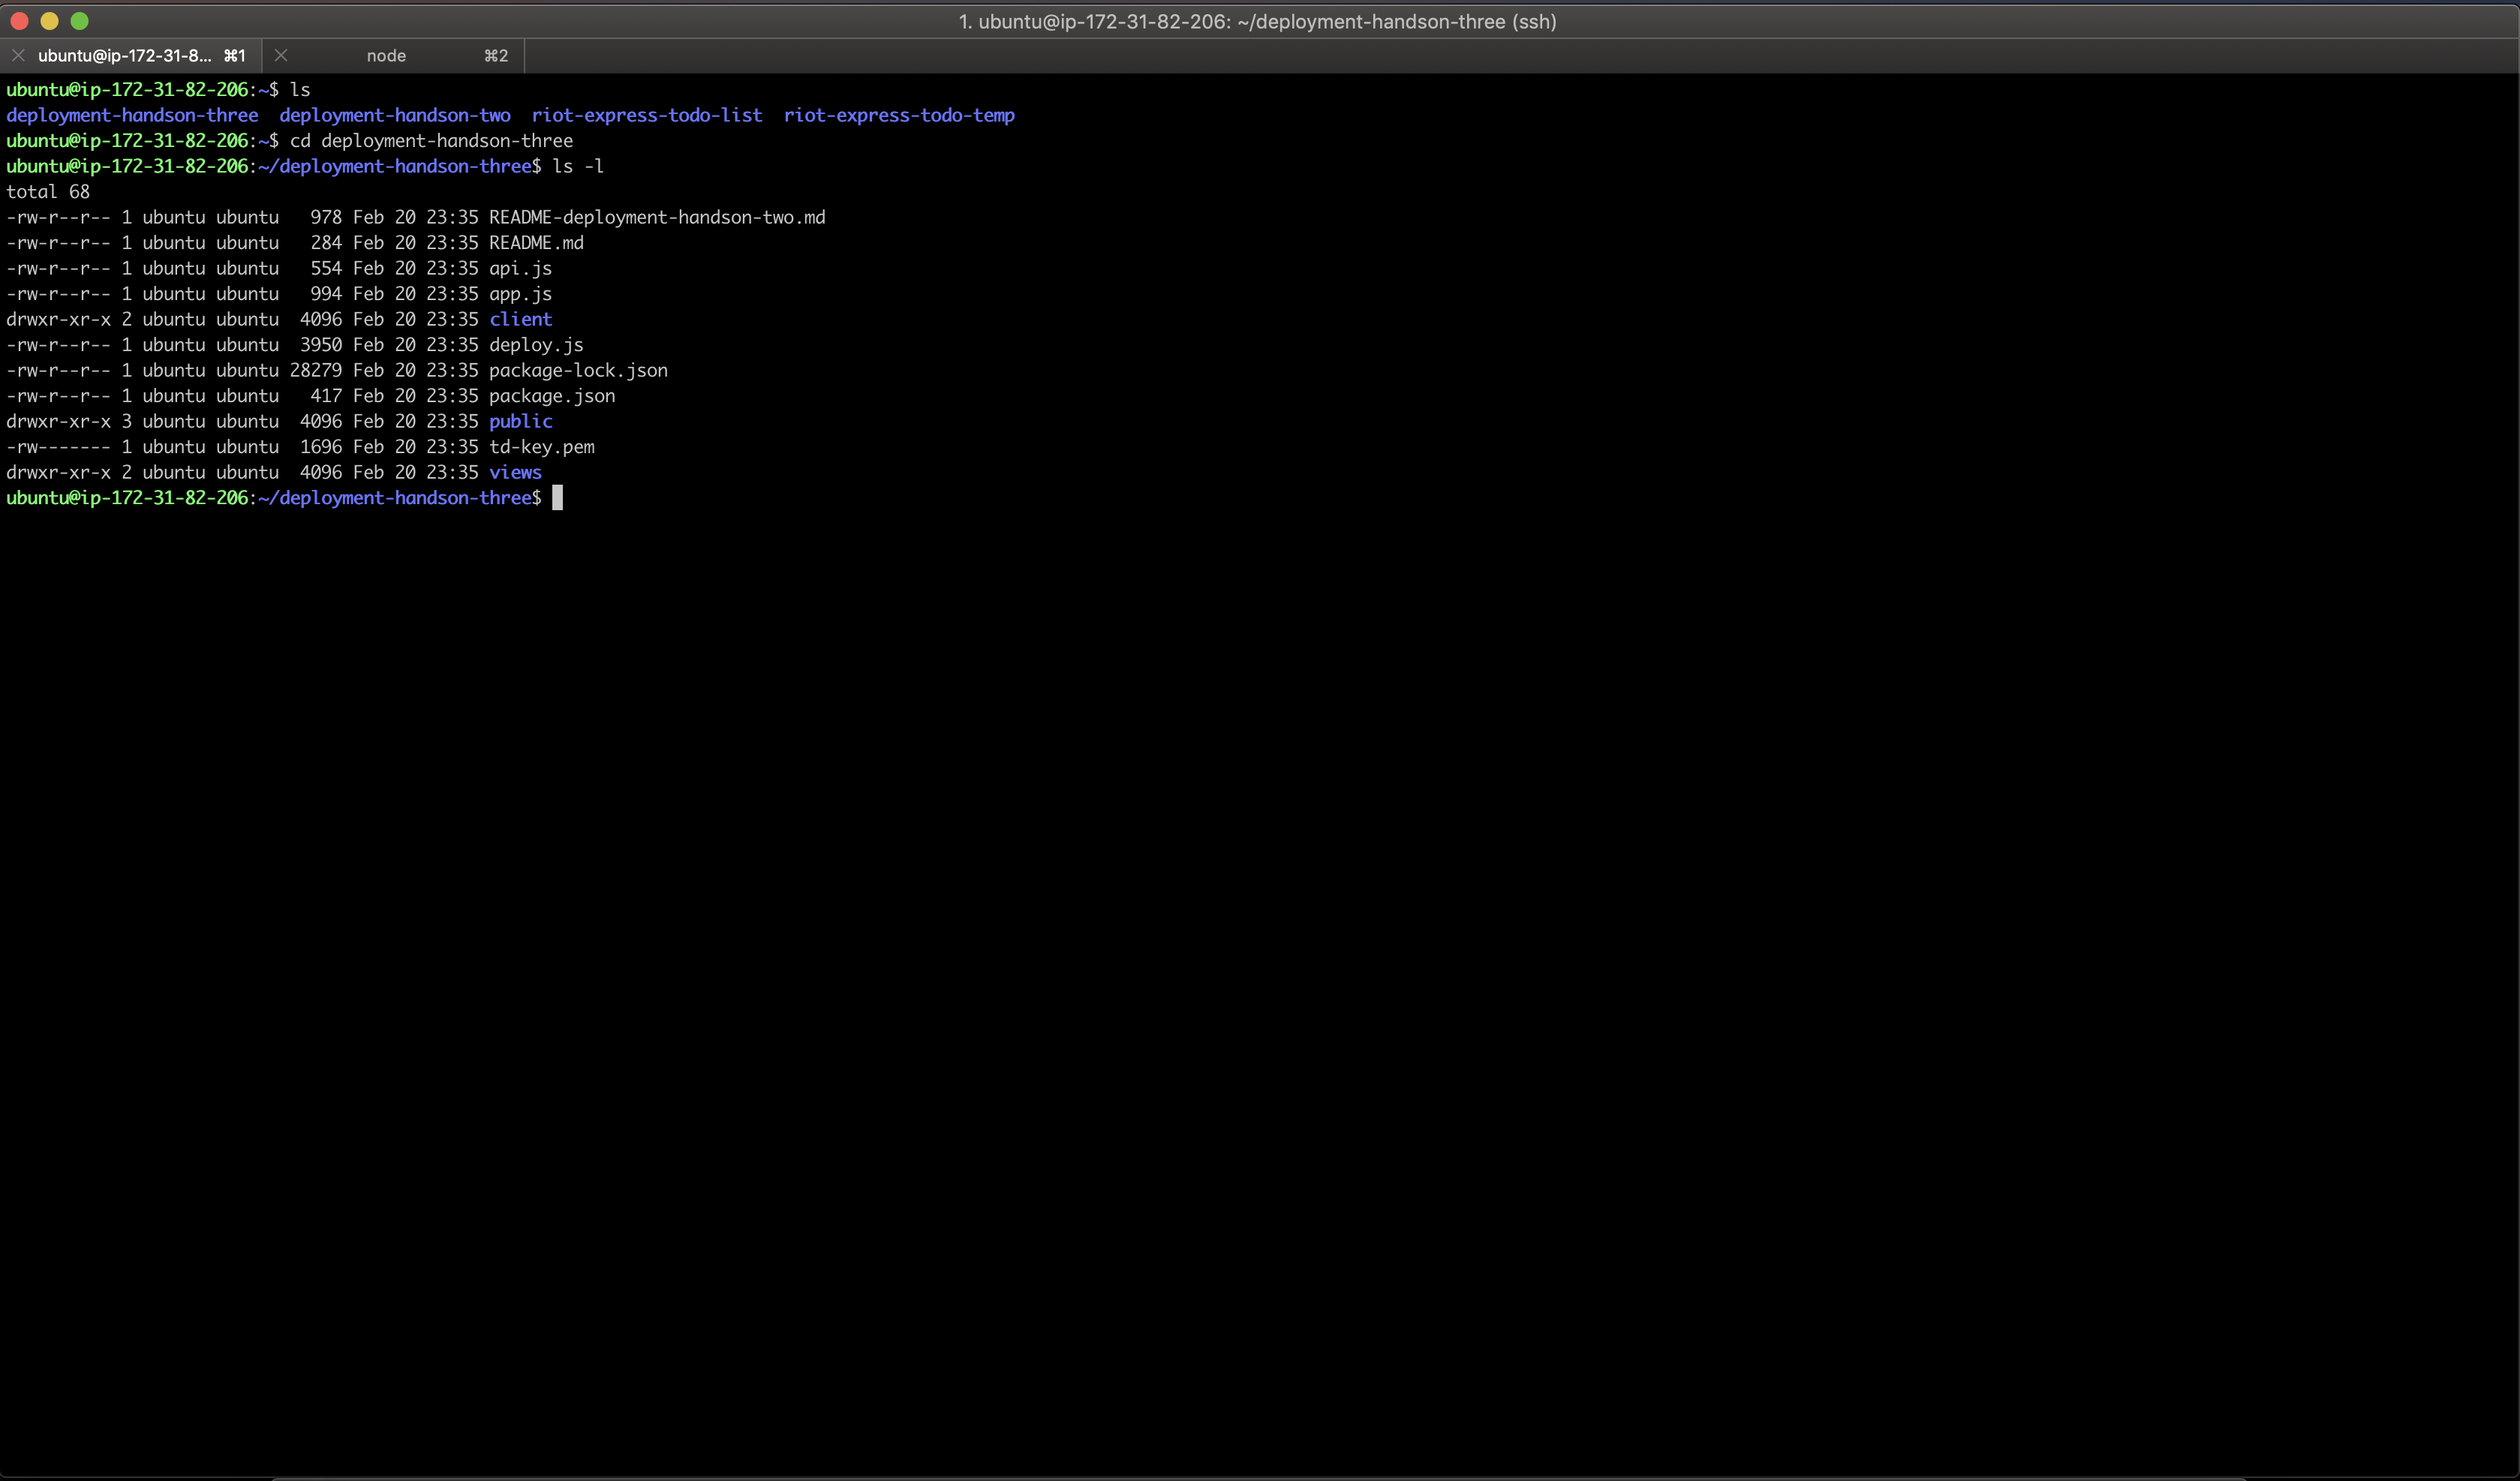 1. ubuntu@ip-172-31-82-206: ~/deployment-handson-three (ssh)
ubuntu@ip-172-31-8... ⌘1 node ⌘2
ubuntu@ip-172-31-82-206:~$ ls
deployment-handson-three  deployment-handson-two  riot-express-todo-list  riot-express-todo-temp
ubuntu@ip-172-31-82-206:~$ cd deployment-handson-three
ubuntu@ip-172-31-82-206:~/deployment-handson-three$ ls -l
total 68
-rw-r--r-- 1 ubuntu ubuntu   978 Feb 20 23:35 README-deployment-handson-two.md
-rw-r--r-- 1 ubuntu ubuntu   284 Feb 20 23:35 README.md
-rw-r--r-- 1 ubuntu ubuntu   554 Feb 20 23:35 api.js
-rw-r--r-- 1 ubuntu ubuntu   994 Feb 20 23:35 app.js
drwxr-xr-x 2 ubuntu ubuntu  4096 Feb 20 23:35 client
-rw-r--r-- 1 ubuntu ubuntu  3950 Feb 20 23:35 deploy.js
-rw-r--r-- 1 ubuntu ubuntu 28279 Feb 20 23:35 package-lock.json
-rw-r--r-- 1 ubuntu ubuntu   417 Feb 20 23:35 package.json
drwxr-xr-x 3 ubuntu ubuntu  4096 Feb 20 23:35 public
-rw------- 1 ubuntu ubuntu  1696 Feb 20 23:35 td-key.pem
drwxr-xr-x 2 ubuntu ubuntu  4096 Feb 20 23:35 views
ubuntu@ip-172-31-82-206:~/deployment-handson-three$